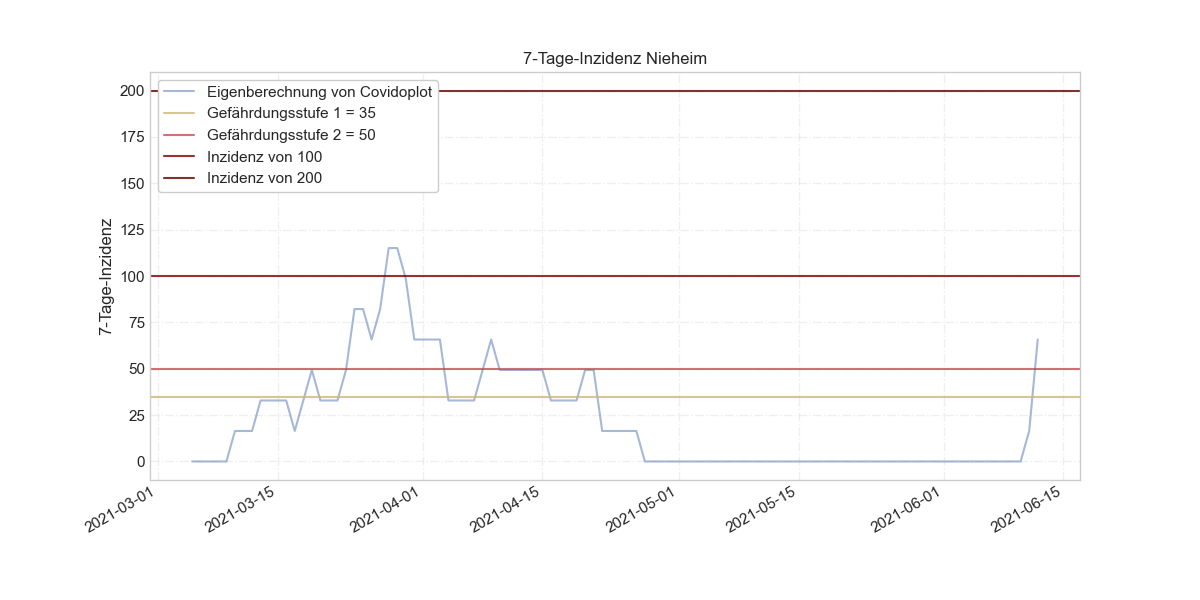 7-Tage-Inzidenz Nieheim
Eigenberechnung von Covidoplot
Gefährdungsstufe 1 = 35
Gefährdungsstufe 2 = 50
Inzidenz von 100
Inzidenz von 200
7-Tage-Inzidenz
200
175
150
125
100
75
50
25
0
2021-03-01
2021-03-15
2021-04-01
2021-04-15
2021-05-01
2021-05-15
2021-06-01
2021-06-15